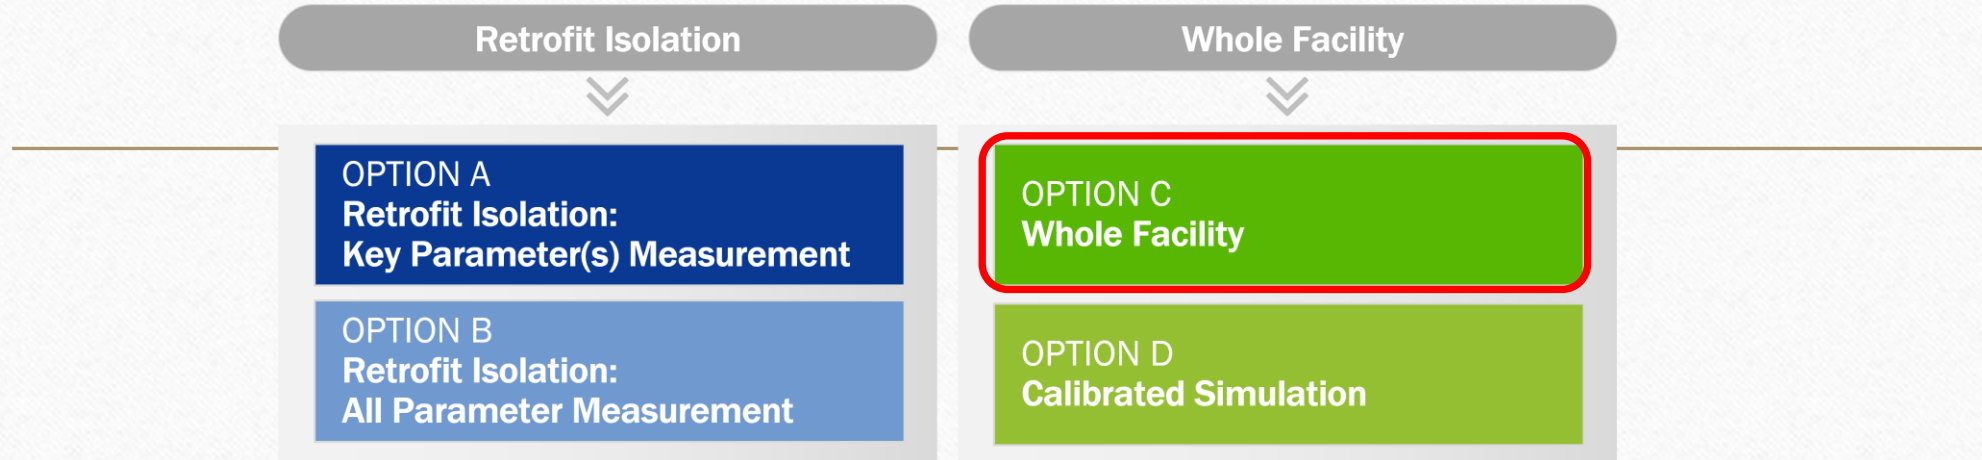 Retrofit Isolation
OPTION A
Retrofit Isolation:
Key Parameter(s) Measurement
OPTION B
Retrofit Isolation:
All Parameter Measurement
Whole Facility
OPTION C
Whole Facility
OPTION D
Calibrated Simulation